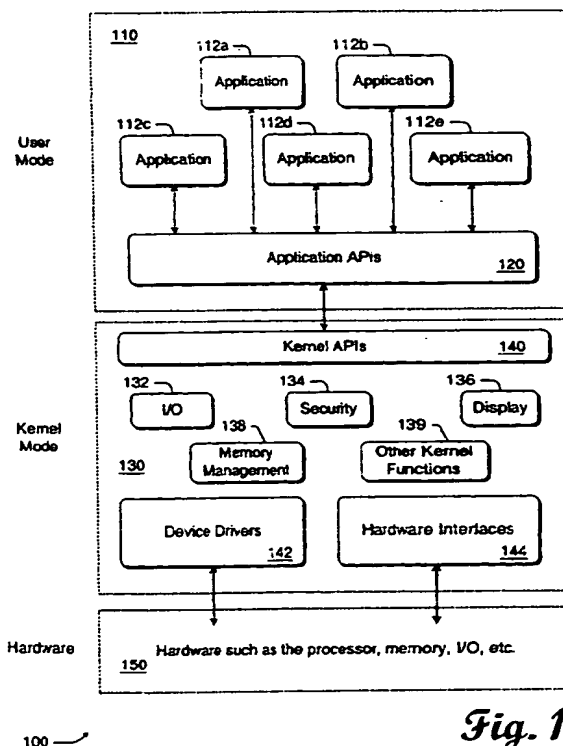 110
112a
Application
112b
Application
112c
Application
112d
Application
112e
Application
User
Mode
Application APIs
120
Kernel APIs
140
132
I/O
134
Security
136
Display
138
Memory
Management
139
Other Kernel
Functions
Kernel
Mode
130
Device Drivers
142
Hardware Interfaces
144
Hardware
Hardware such as the processor, memory, I/O, etc.
150
100
Fig. 1